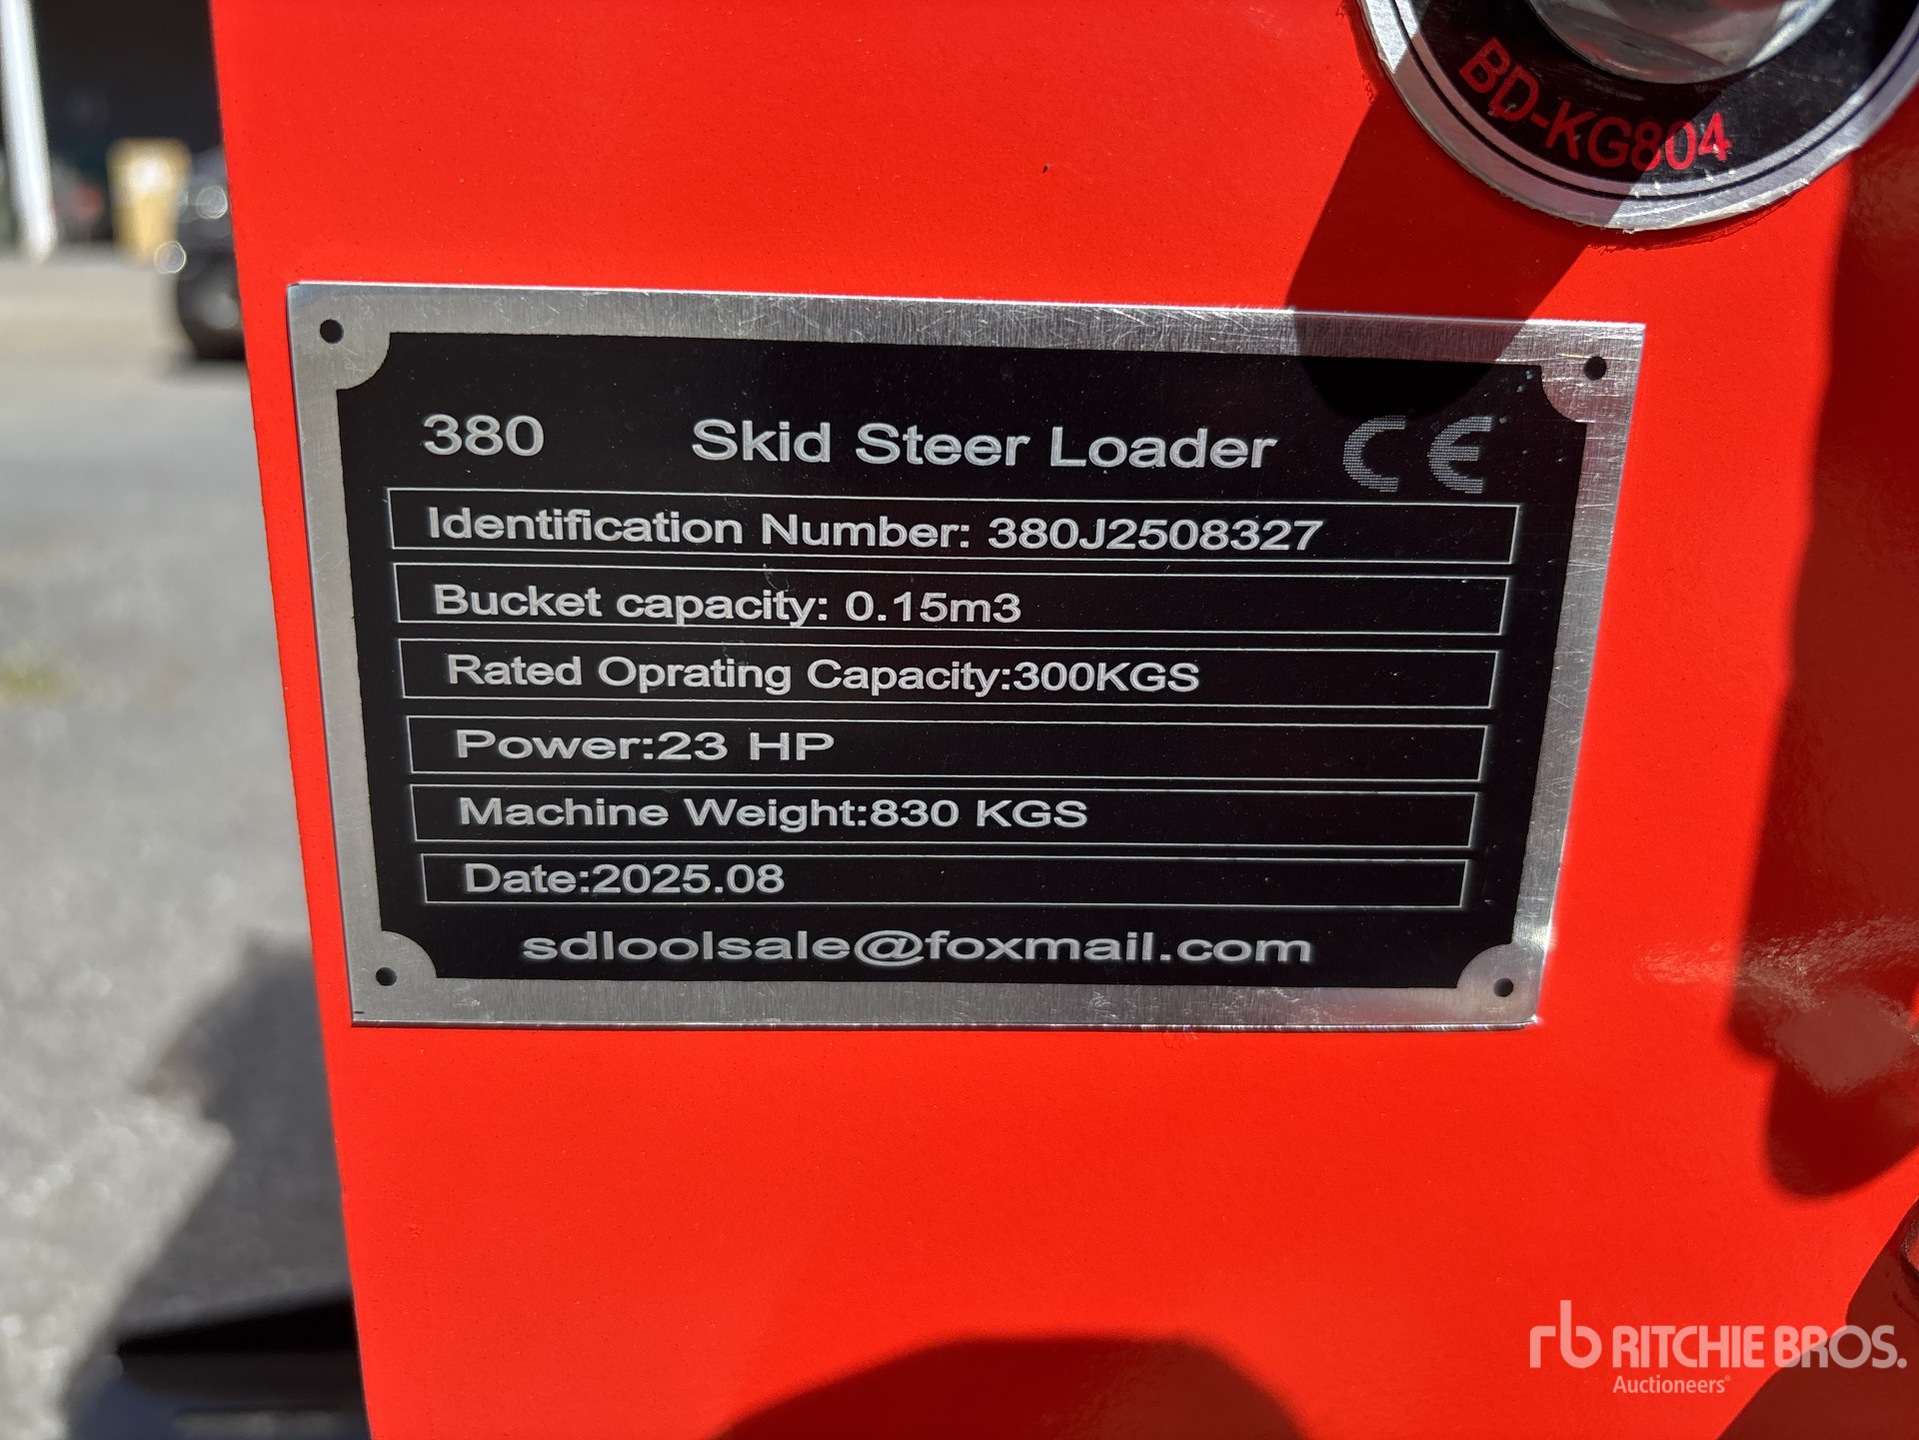 BD-KG804
380 Skid Steer Loader CE
Identification Number: 380J2508327
Bucket capacity: 0.15m3
Rated Oprating Capacity:300KGS
Power:23 HP
Machine Weight:830 KGS
Date:2025.08
sdloolsale@foxmail.com
rb RITCHIE BROS.
Auctioneers